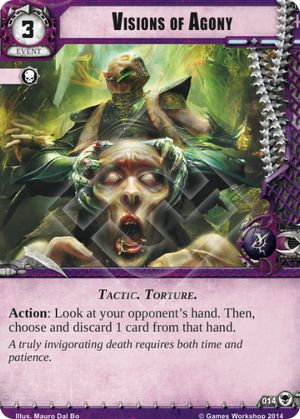 Visions of Agony
3
EVENT
Tactic. Torture.
Action: Look at your opponent's hand. Then,
choose and discard 1 card from that hand.
A truly invigorating death requires both time and
patience.
014
Illus. Mauro Dal Bo
© Games Workshop 2014